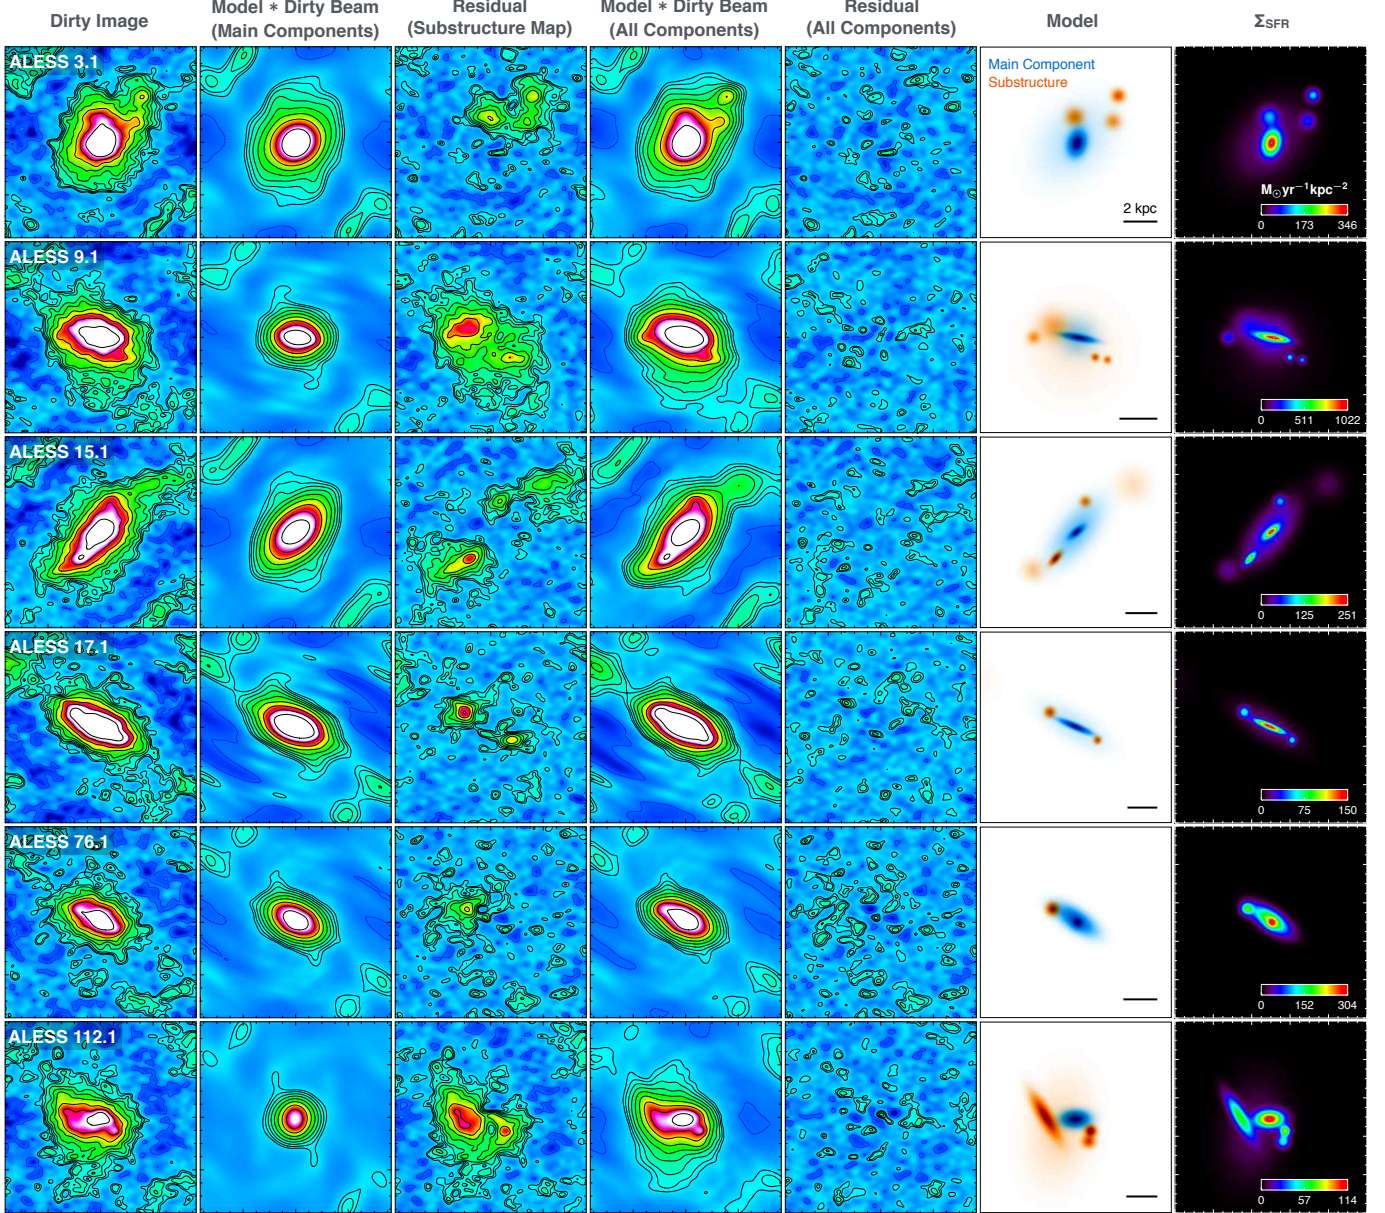 Dirty Image
Model ∗ Dirty Beam
(Main Components)
Residual
(Substructure Map)
Model ∗ Dirty Beam
(All Components)
Residual
(All Components)
Model
Σ_SFR
ALESS 3.1
Main Component
Substructure
2 kpc
M⊙yr⁻¹kpc⁻²
0 173 346
ALESS 9.1
0 511 1022
ALESS 15.1
0 125 251
ALESS 17.1
0 75 150
ALESS 76.1
0 152 304
ALESS 112.1
0 57 114